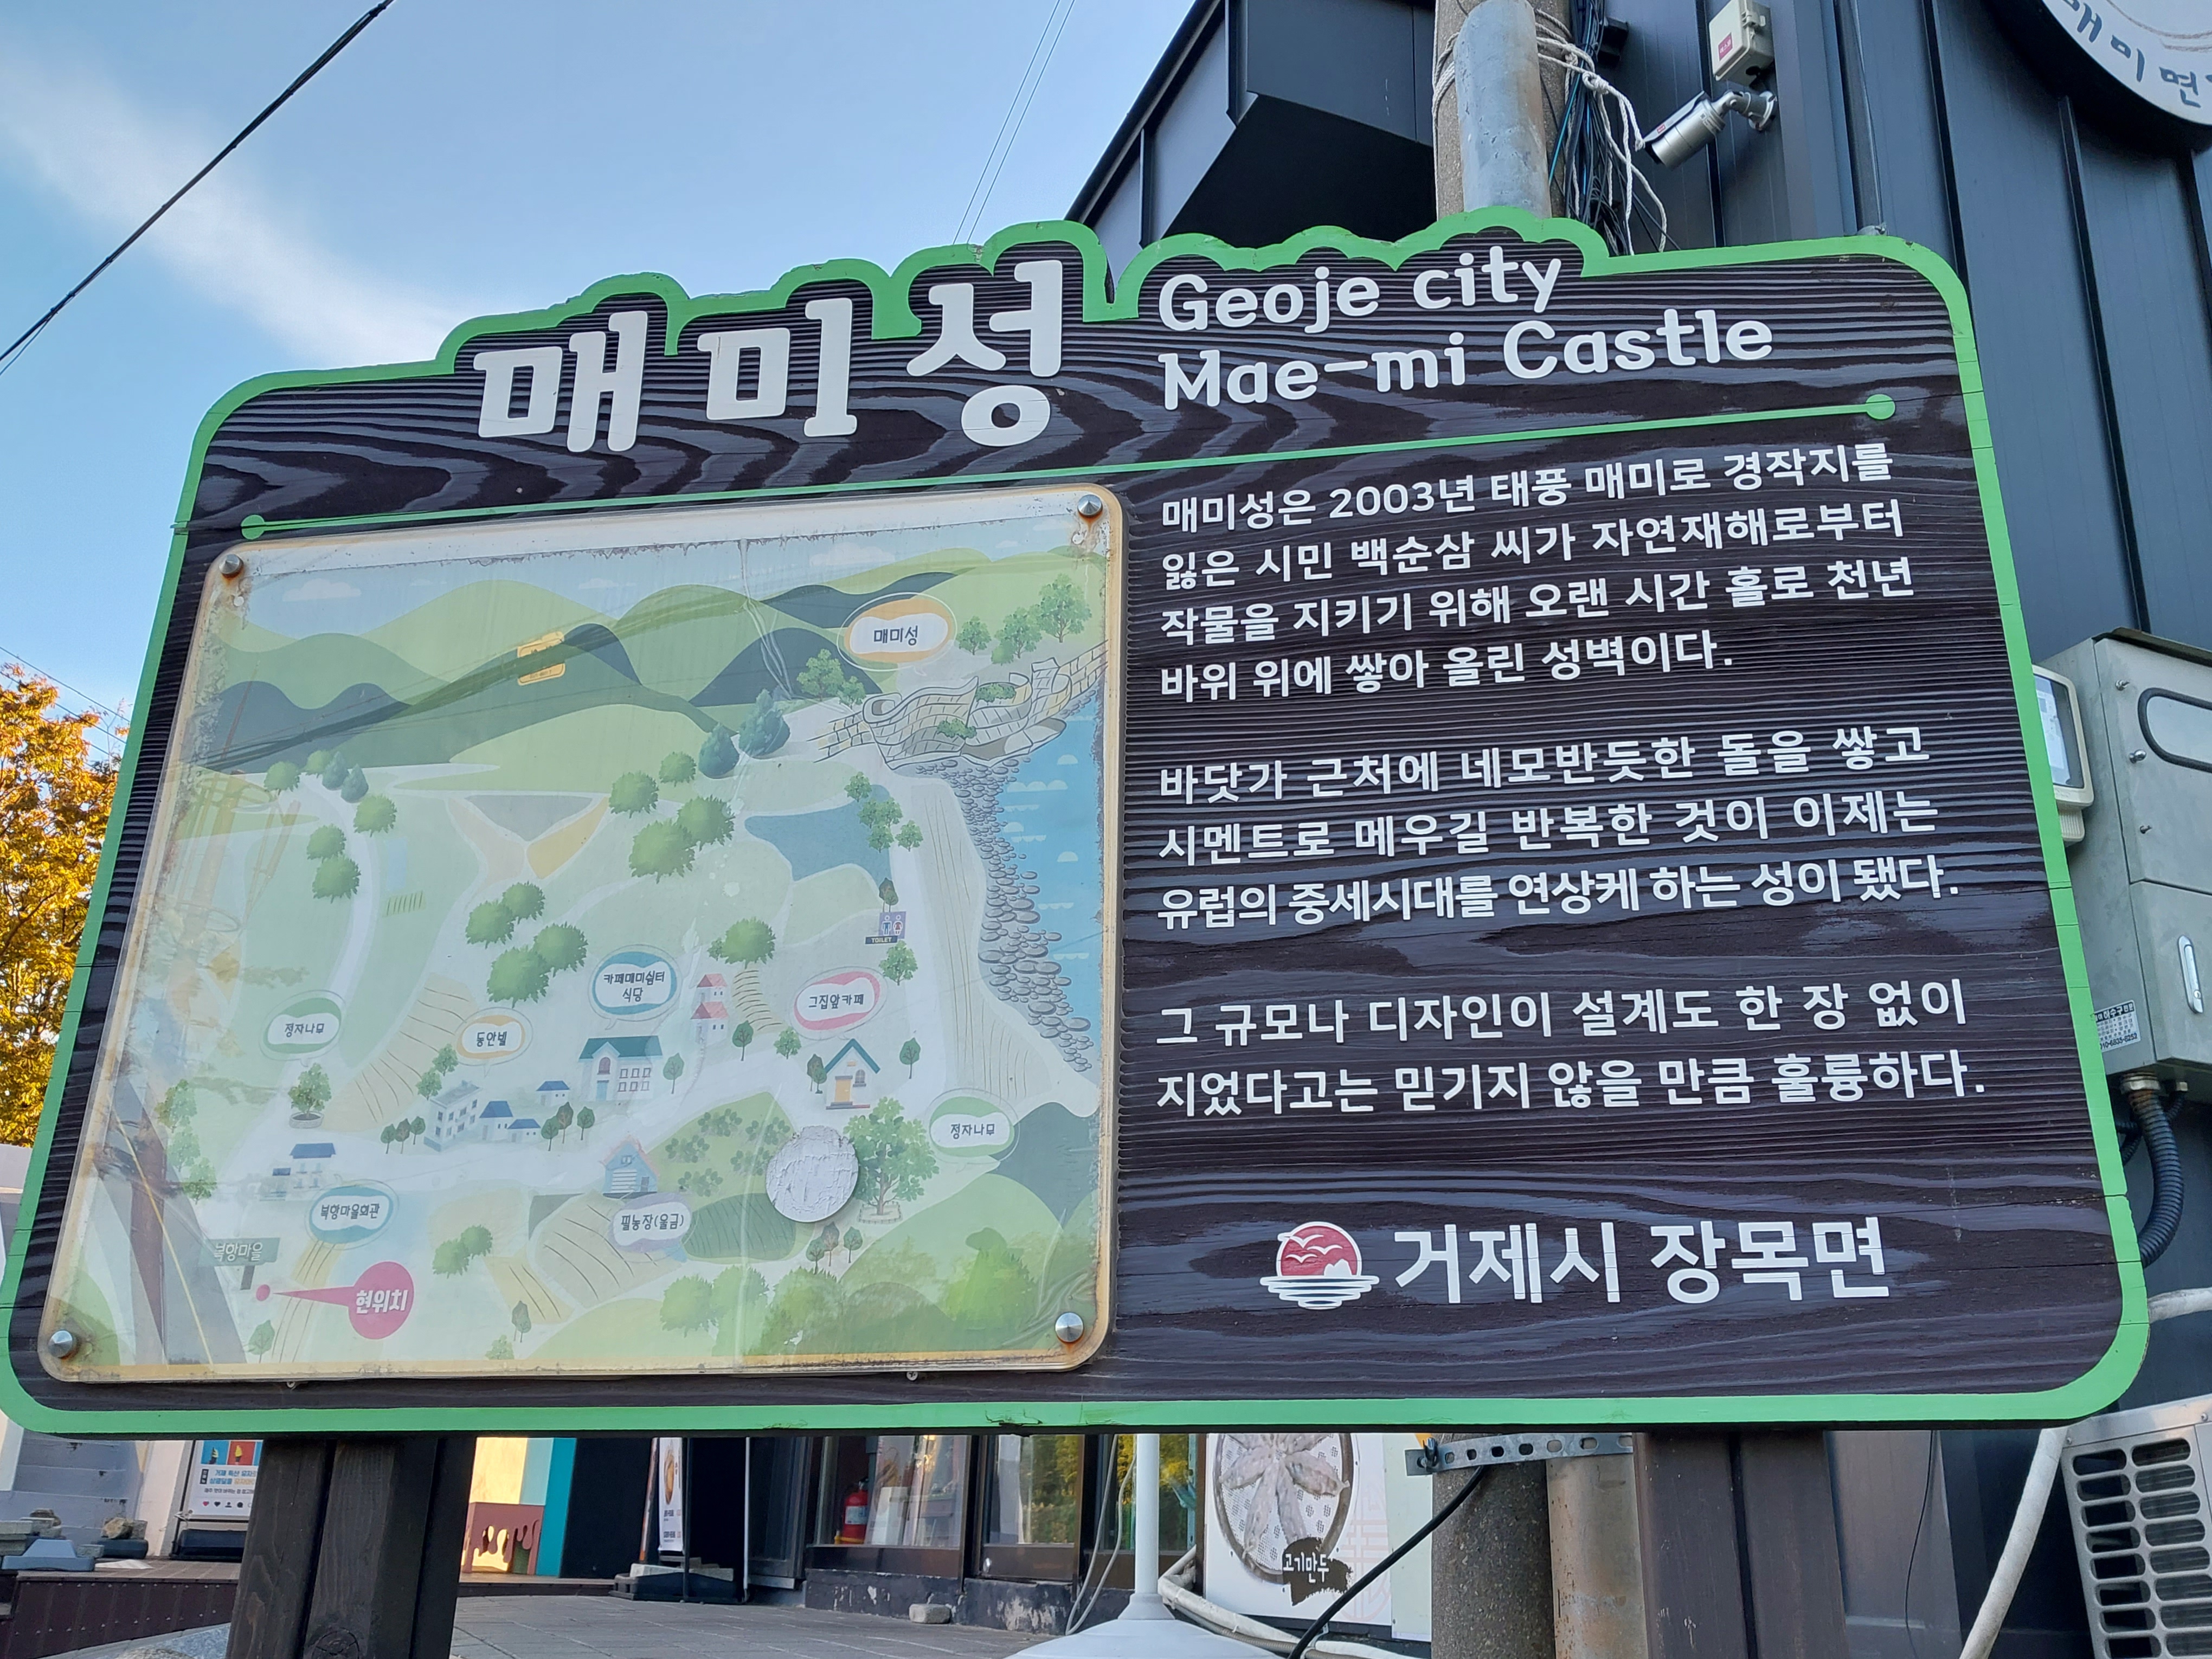 매미성
Geoje city
Mae-mi Castle
매미성은 2003년 태풍 매미로 경작지를
잃은 시민 백순삼 씨가 자연재해로부터
작물을 지키기 위해 오랜 시간 홀로 천년
바위 위에 쌓아 올린 성벽이다.
바닷가 근처에 네모반듯한 돌을 쌓고
시멘트로 메우길 반복한 것이 이제는
유럽의 중세시대를 연상케 하는 성이 됐다.
그 규모나 디자인이 설계도 한 장 없이
지었다고는 믿기지 않을 만큼 훌륭하다.
거제시 장목면
매미성
TOILET
카페매미쉼터
식당
그집앞카페
정자나무
동안넬
정자나무
복항마을회관
필농장(울금)
복항마을
현위치
매미면
고기만두